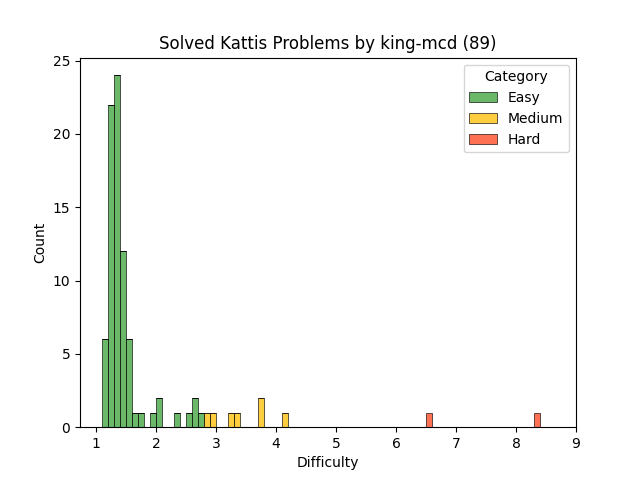 Solved Kattis Problems by king-mcd (89)
Category
Easy
Medium
Hard
25
20
15
10
5
0
Count
1 2 3 4 5 6 7 8 9
Difficulty